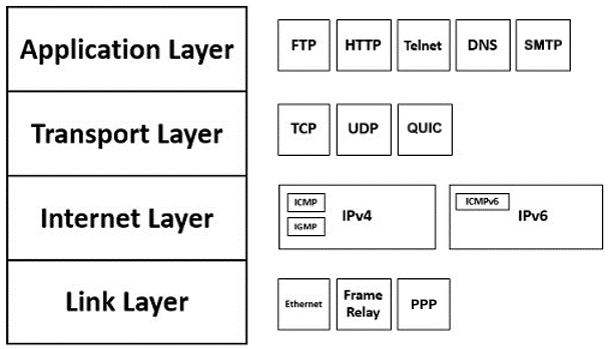 Application Layer
FTP
HTTP
Telnet
DNS
SMTP
Transport Layer
TCP
UDP
QUIC
Internet Layer
ICMP
IGMP
IPv4
ICMPv6
IPv6
Link Layer
Ethernet
Frame
Relay
PPP